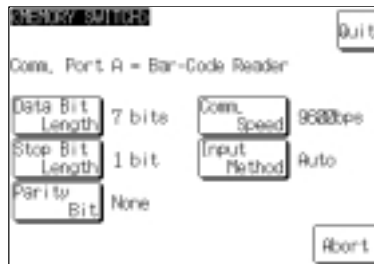 <MEMORY SWITCH>
Quit
Comm. Port A = Bar-Code Reader
Data Bit Length 7 bits
Comm. Speed 9600bps
Stop Bit Length 1 bit
Input Method Auto
Parity Bit None
Abort